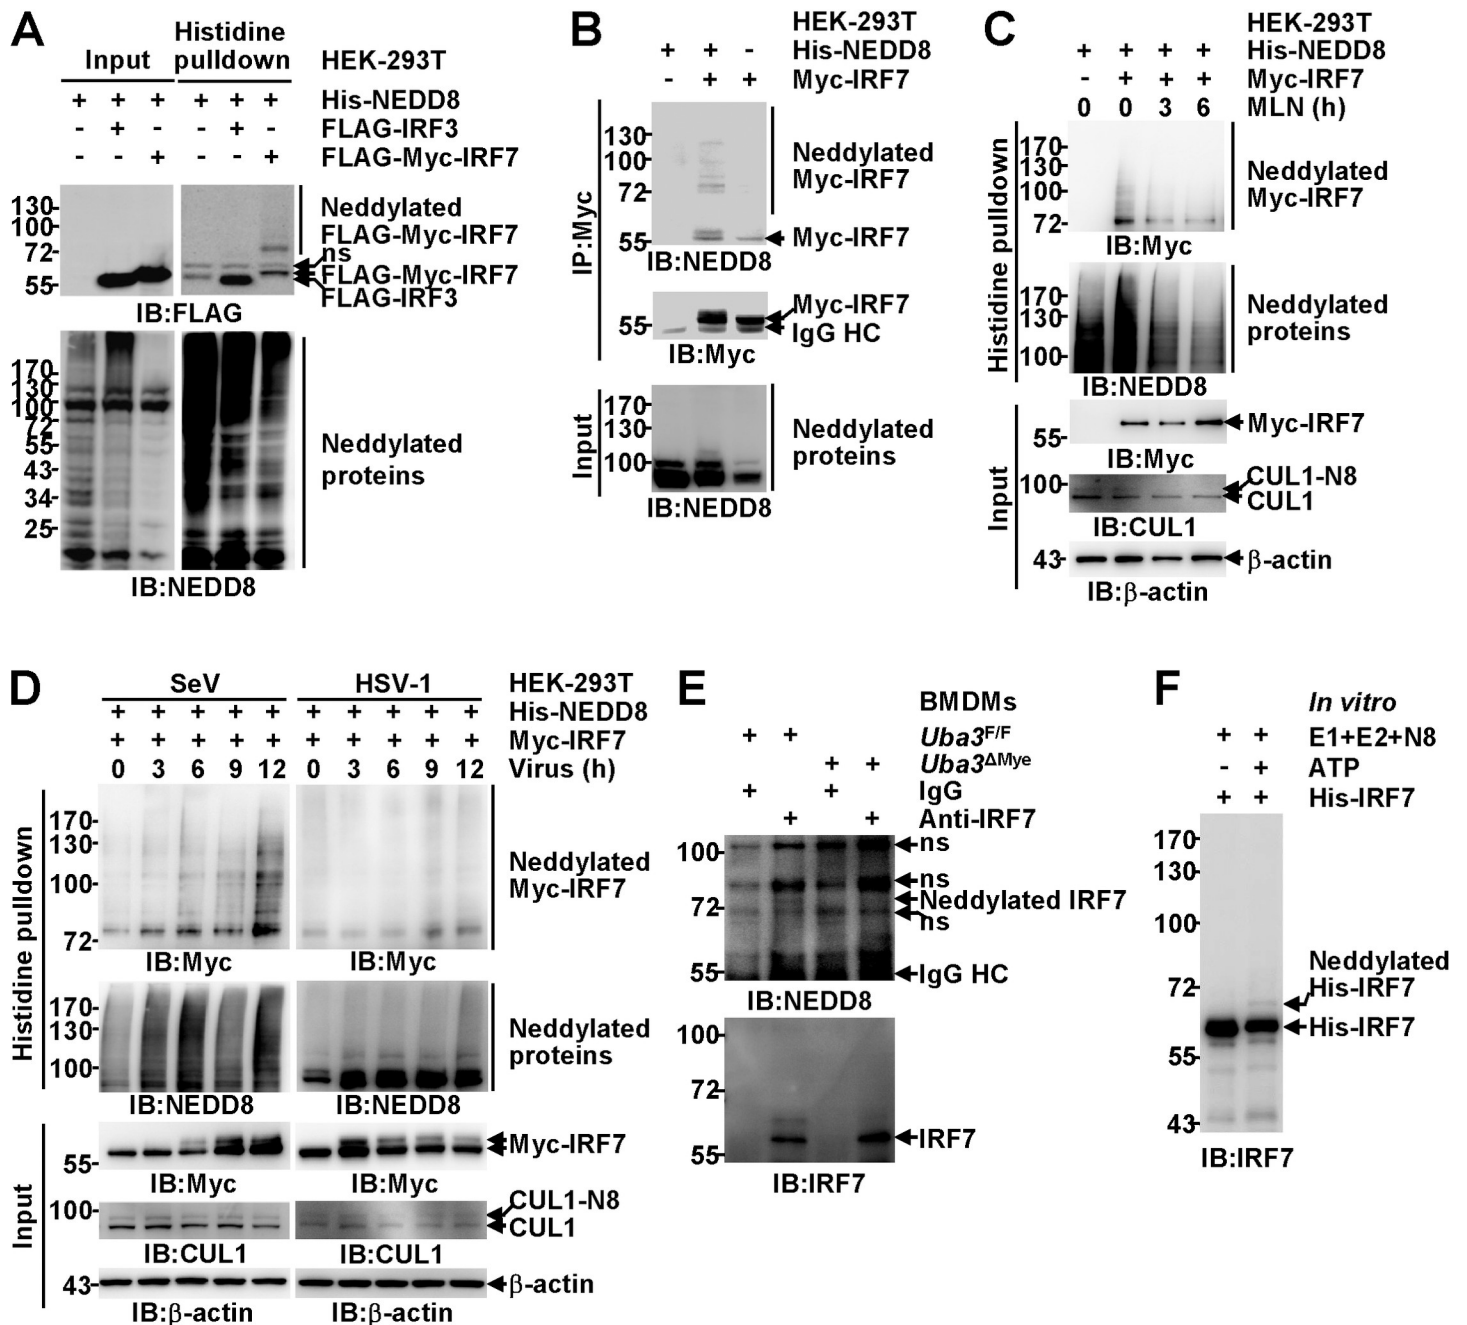 A
Input
Histidine
pulldown
HEK-293T
+ + + + + + His-NEDD8
- + - - + - FLAG-IRF3
- - + - - + FLAG-Myc-IRF7
130
100
72
55
Neddylated
FLAG-Myc-IRF7
ns
FLAG-Myc-IRF7
FLAG-IRF3
IB:FLAG
170
130
100
72
55
43
34
25
Neddylated
proteins
IB:NEDD8
B
HEK-293T
+ + - His-NEDD8
- + + Myc-IRF7
IP:Myc
130
100
72
55
Neddylated
Myc-IRF7
Myc-IRF7
IB:NEDD8
55
Myc-IRF7
IgG HC
IB:Myc
Input
170
130
100
Neddylated
proteins
IB:NEDD8
C
HEK-293T
+ + + + His-NEDD8
- + + + Myc-IRF7
0 0 3 6 MLN (h)
Histidine pulldown
170
130
100
72
Neddylated
Myc-IRF7
IB:Myc
170
130
100
Neddylated
proteins
IB:NEDD8
Input
55
Myc-IRF7
IB:Myc
100
CUL1-N8
CUL1
IB:CUL1
43
β-actin
IB:β-actin
D
SeV HSV-1 HEK-293T
+ + + + + + + + + + His-NEDD8
+ + + + + + + + + + Myc-IRF7
0 3 6 9 12 0 3 6 9 12 Virus (h)
Histidine pulldown
170
130
100
72
Neddylated
Myc-IRF7
IB:Myc IB:Myc
170
130
100
Neddylated
proteins
IB:NEDD8 IB:NEDD8
Input
55
Myc-IRF7
IB:Myc IB:Myc
100
CUL1-N8
CUL1
IB:CUL1 IB:CUL1
43
β-actin
IB:β-actin IB:β-actin
E
BMDMs
+ + Uba3F/F
+ + Uba3ΔMye
+ + IgG
+ + Anti-IRF7
100
72
55
ns
ns
Neddylated IRF7
ns
IgG HC
IB:NEDD8
100
72
55
IRF7
IB:IRF7
F
In vitro
+ + E1+E2+N8
- + ATP
+ + His-IRF7
170
130
100
72
55
43
Neddylated
His-IRF7
His-IRF7
IB:IRF7